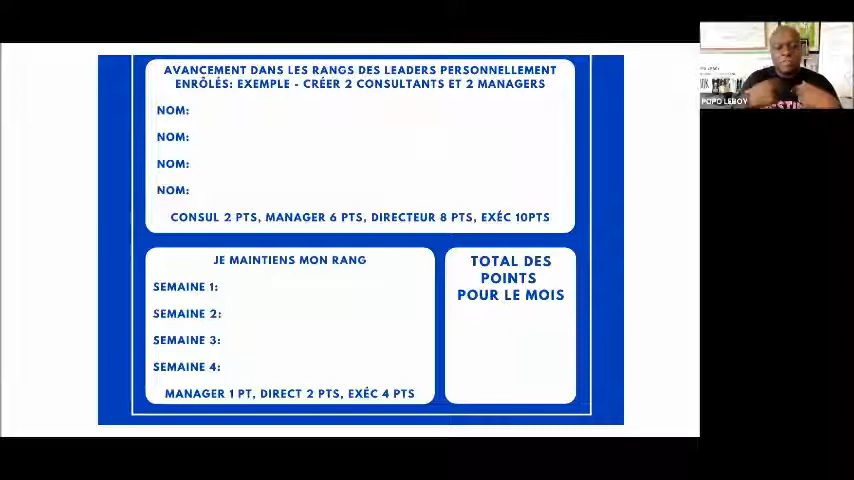 AVANCEMENT DANS LES RANGS DES LEADERS PERSONNELLEMENT
ENRÔLÉS: EXEMPLE - CRÉER 2 CONSULTANTS ET 2 MANAGERS
NOM:
NOM:
NOM:
NOM:
CONSUL 2 PTS, MANAGER 6 PTS, DIRECTEUR 8 PTS, EXÉC 10PTS
JE MAINTIENS MON RANG
SEMAINE 1:
SEMAINE 2:
SEMAINE 3:
SEMAINE 4:
MANAGER 1 PT, DIRECT 2 PTS, EXÉC 4 PTS
TOTAL DES
POINTS
POUR LE MOIS
POPO LEBOY